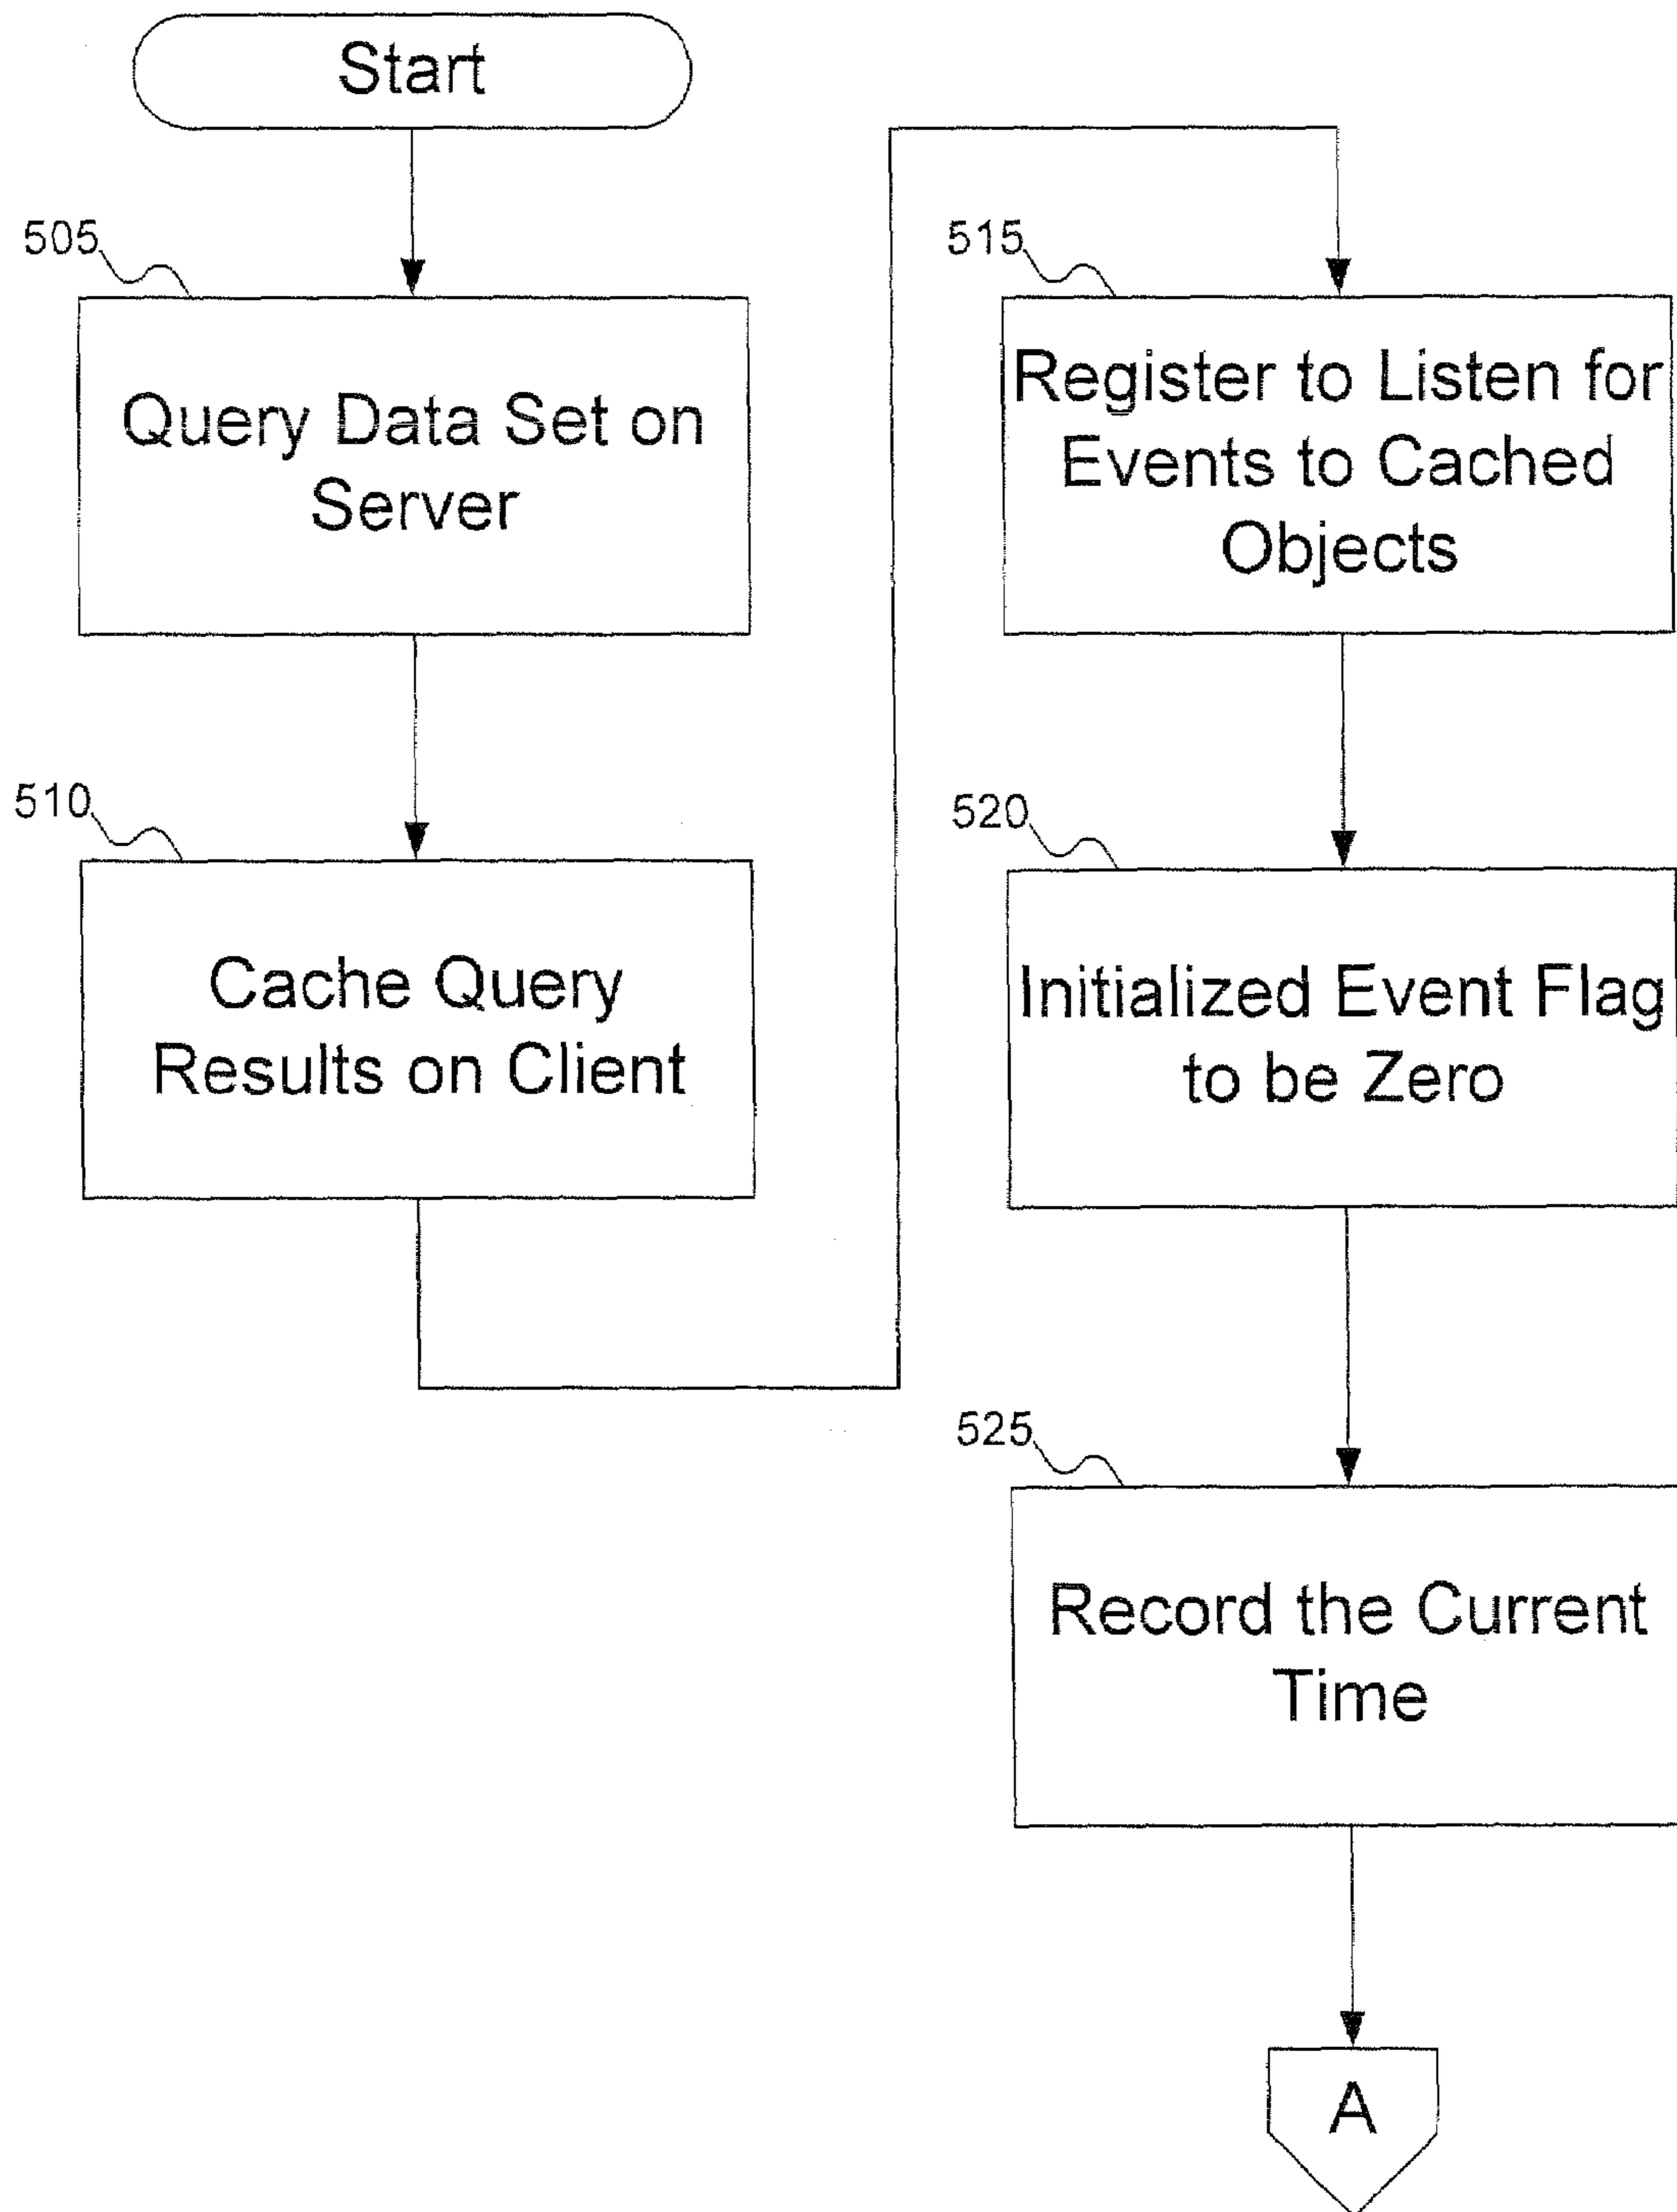 Start
505
Query Data Set on
Server
510
Cache Query
Results on Client
515
Register to Listen for
Events to Cached
Objects
520
Initialized Event Flag
to be Zero
525
Record the Current
Time
A